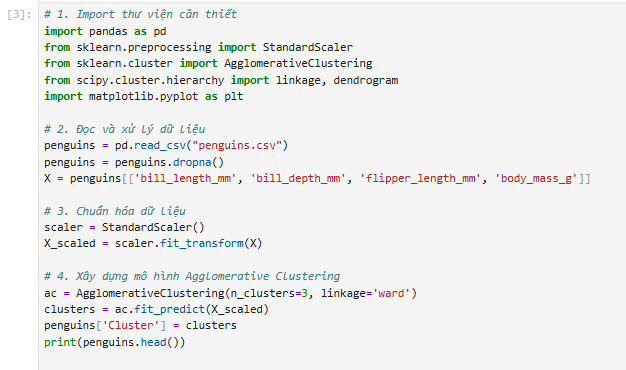 [3]: # 1. Import thư viện cần thiết
import pandas as pd
from sklearn.preprocessing import StandardScaler
from sklearn.cluster import AgglomerativeClustering
from scipy.cluster.hierarchy import linkage, dendrogram
import matplotlib.pyplot as plt
# 2. Đọc và xử lý dữ liệu
penguins = pd.read_csv("penguins.csv")
penguins = penguins.dropna()
X = penguins[['bill_length_mm', 'bill_depth_mm', 'flipper_length_mm', 'body_mass_g']]
# 3. Chuẩn hóa dữ liệu
scaler = StandardScaler()
X_scaled = scaler.fit_transform(X)
# 4. Xây dựng mô hình Agglomerative Clustering
ac = AgglomerativeClustering(n_clusters=3, linkage='ward')
clusters = ac.fit_predict(X_scaled)
penguins['Cluster'] = clusters
print(penguins.head())